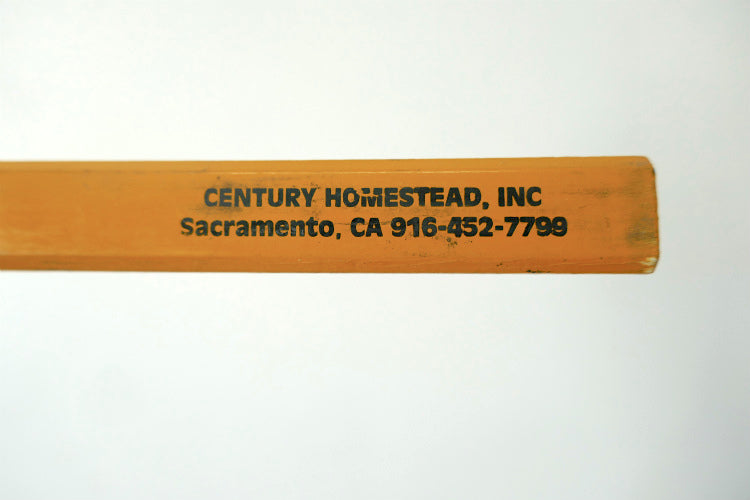 CENTURY HOMESTEAD, INC
Sacramento, CA 916-452-7799